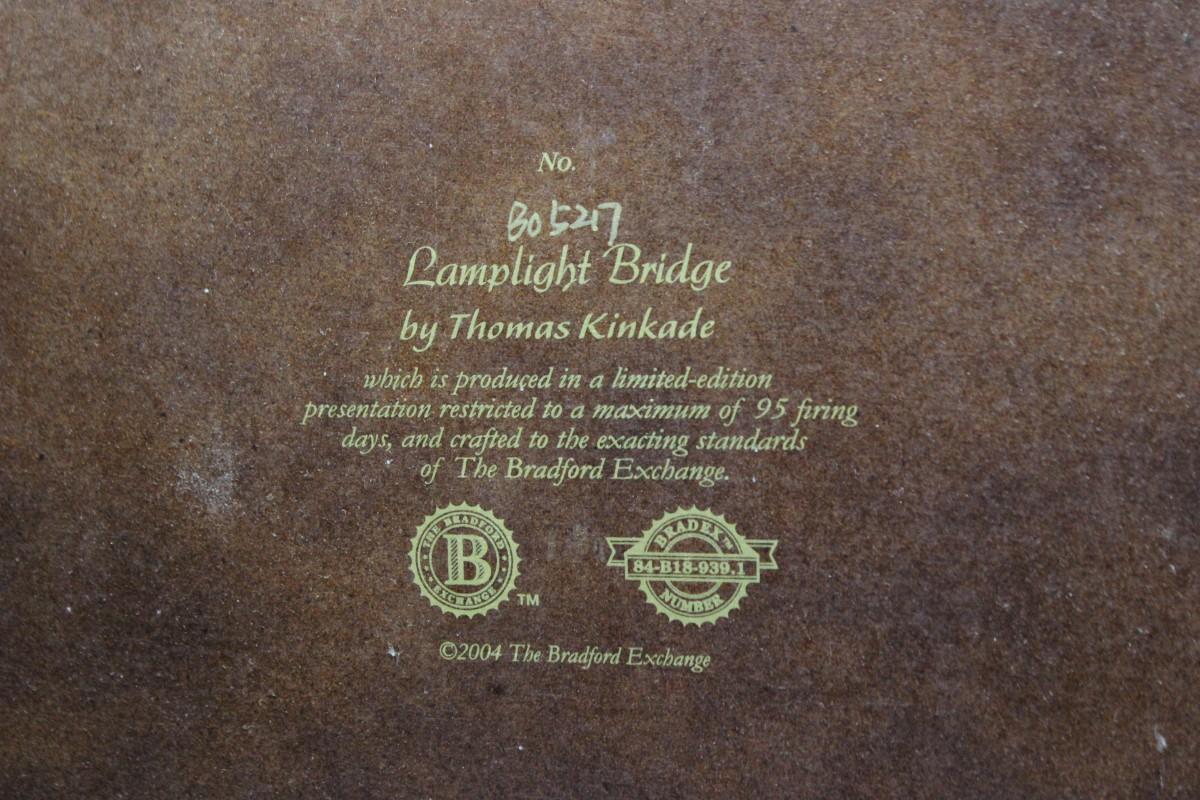 No.
Bo5217
Lamplight Bridge
by Thomas Kinkade
which is produced in a limited-edition
presentation restricted to a maximum of 95 firing
days, and crafted to the exacting standards
of The Bradford Exchange.
THE BRADFORD
B
EXCHANGE
TM
BRADEX™
84-B18-939.1
NUMBER
©2004 The Bradford Exchange